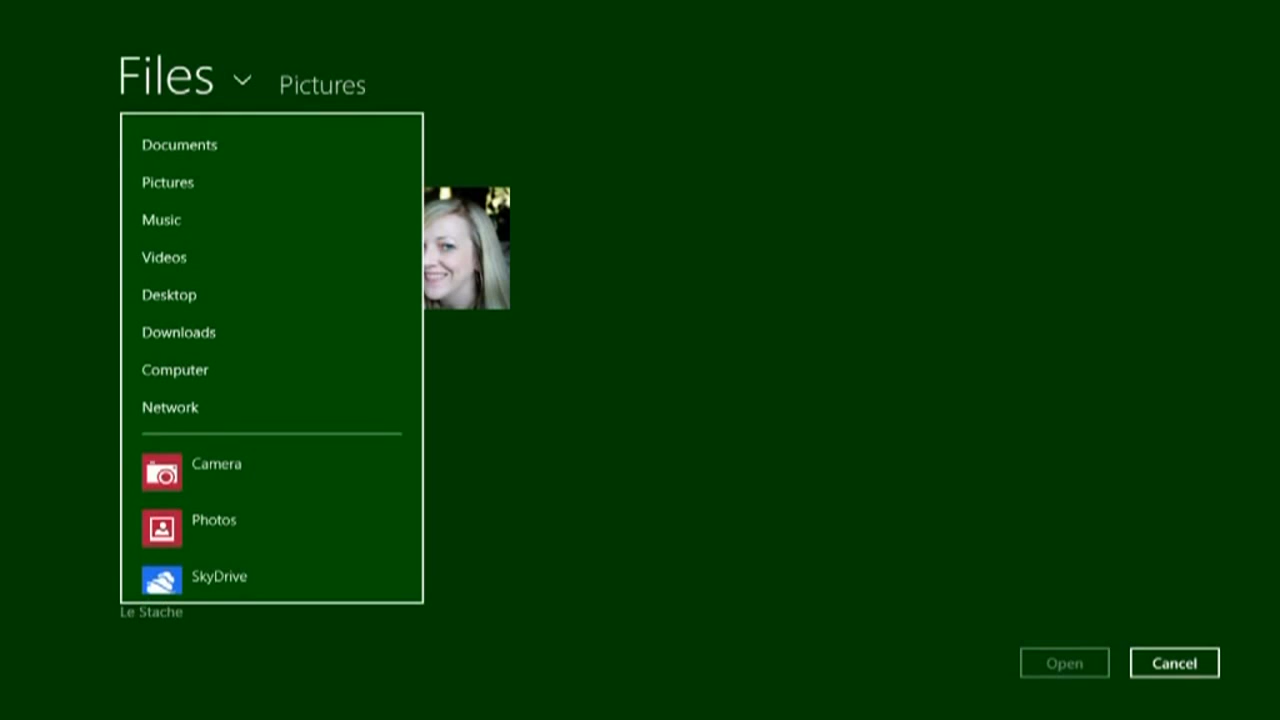 Files Pictures
Documents
Pictures
Music
Videos
Desktop
Downloads
Computer
Network
Camera
Photos
SkyDrive
Le Stache
Open Cancel